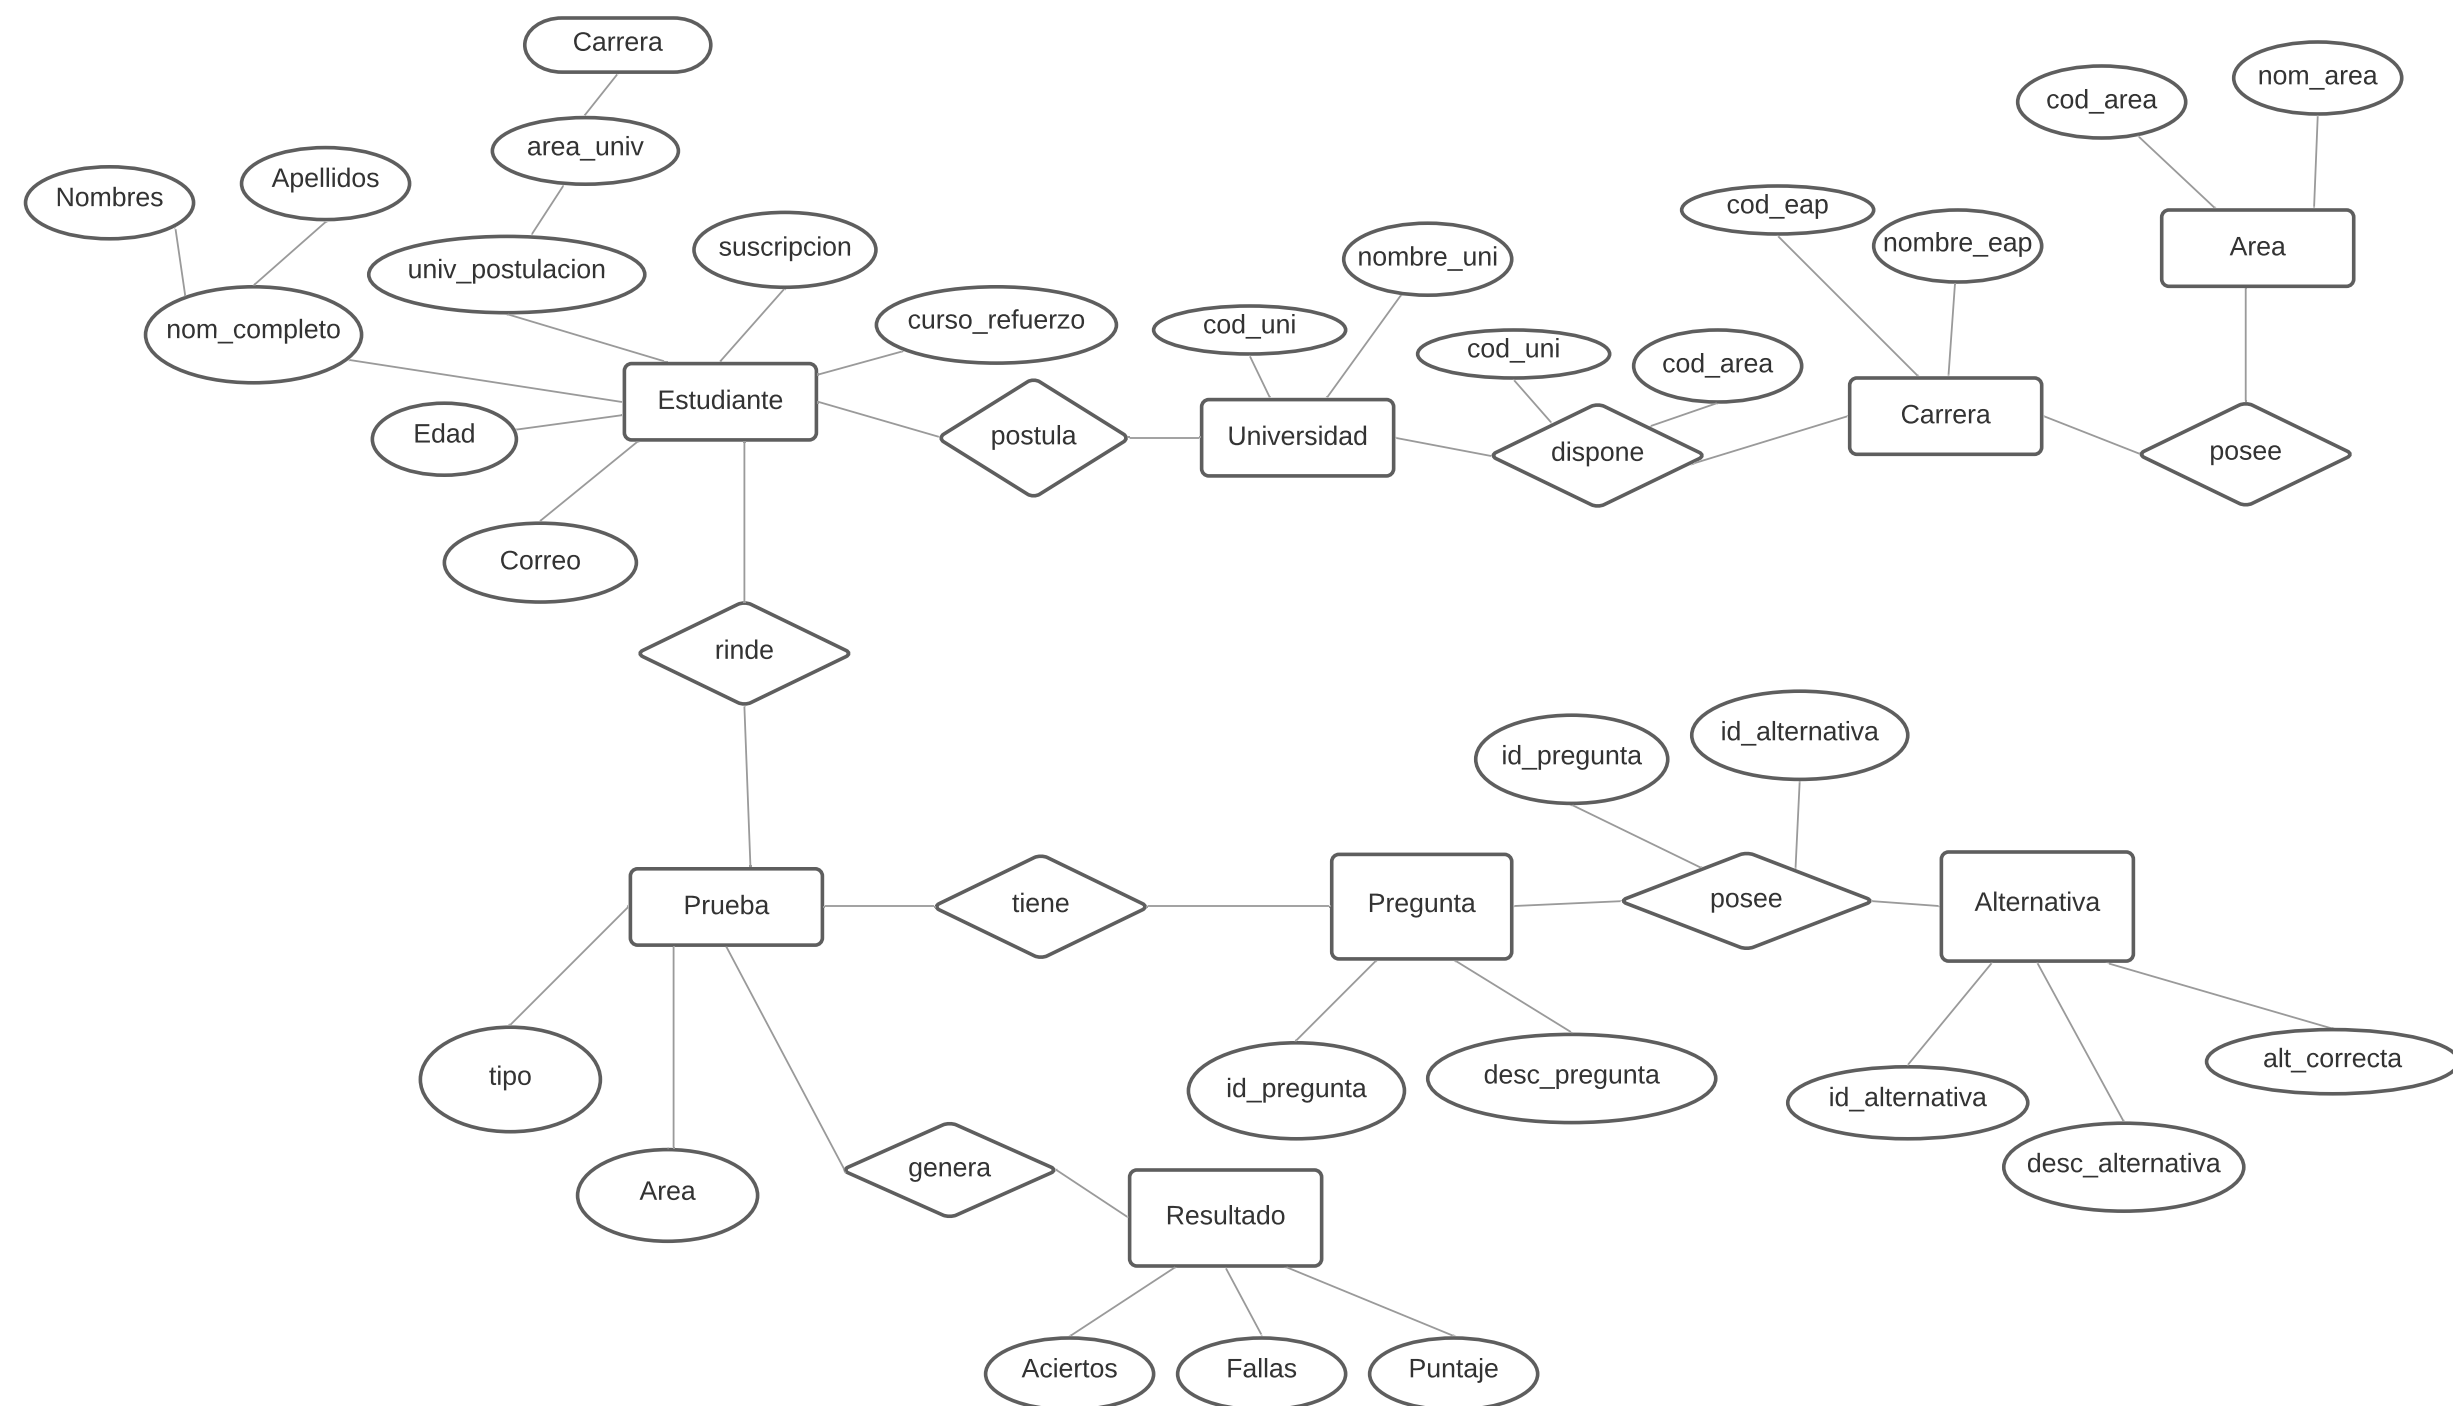 Carrera
nom_area
cod_area
area_univ
Apellidos
Nombres
cod_eap
nombre_eap
Area
suscripcion
nombre_uni
univ_postulacion
curso_refuerzo
cod_uni
nom_completo
cod_uni
cod_area
Estudiante
Carrera
Edad
postula
Universidad
dispone
posee
Correo
rinde
id_alternativa
id_pregunta
Prueba
tiene
Pregunta
posee
Alternativa
alt_correcta
tipo
id_pregunta
desc_pregunta
id_alternativa
genera
desc_alternativa
Area
Resultado
Aciertos
Fallas
Puntaje